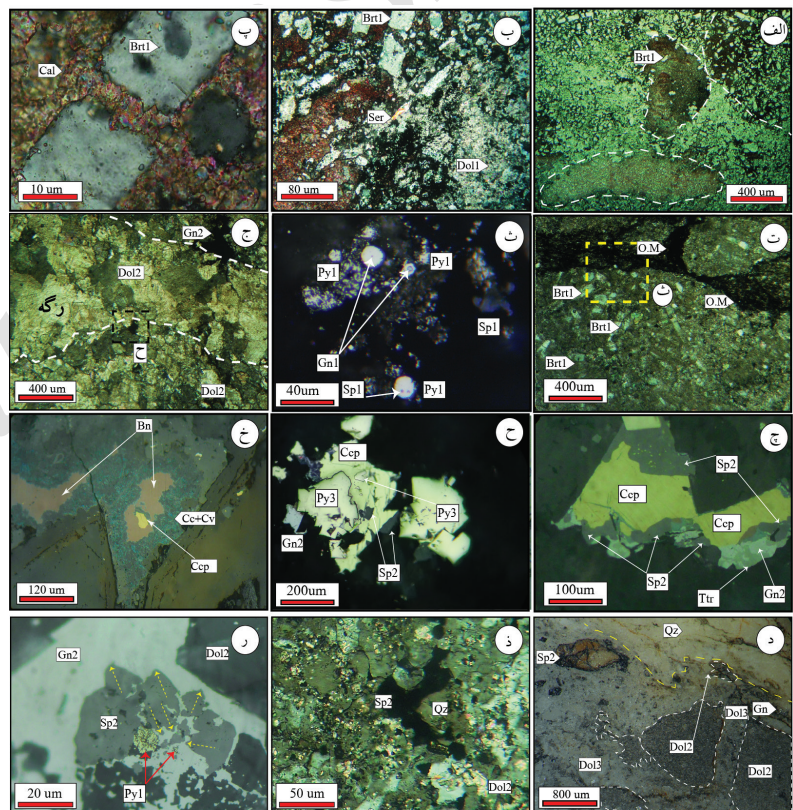 الف
Brt1
400 um
ب
Brt1
Ser
Dol1
80 um
پ
Brt1
Cal
10 um
ت
O.M
Brt1
ث
O.M
Brt1
Brt1
400um
ث
Py1
Py1
Sp1
Gn1
Sp1
Py1
40um
ج
Gn2
Dol2
رگه
ح
Dol2
400 um
چ
Sp2
Ccp
Ccp
Sp2
Ttr
Gn2
100um
ح
Ccp
Py3
Py3
Gn2
Sp2
200um
خ
Bn
Cc+Cv
Ccp
120 um
د
Qz
Sp2
Dol3
Gn
Dol2
Dol3
Dol2
800 um
ذ
Sp2
Qz
Dol2
50 um
ر
Gn2
Dol2
Sp2
Py1
20 um